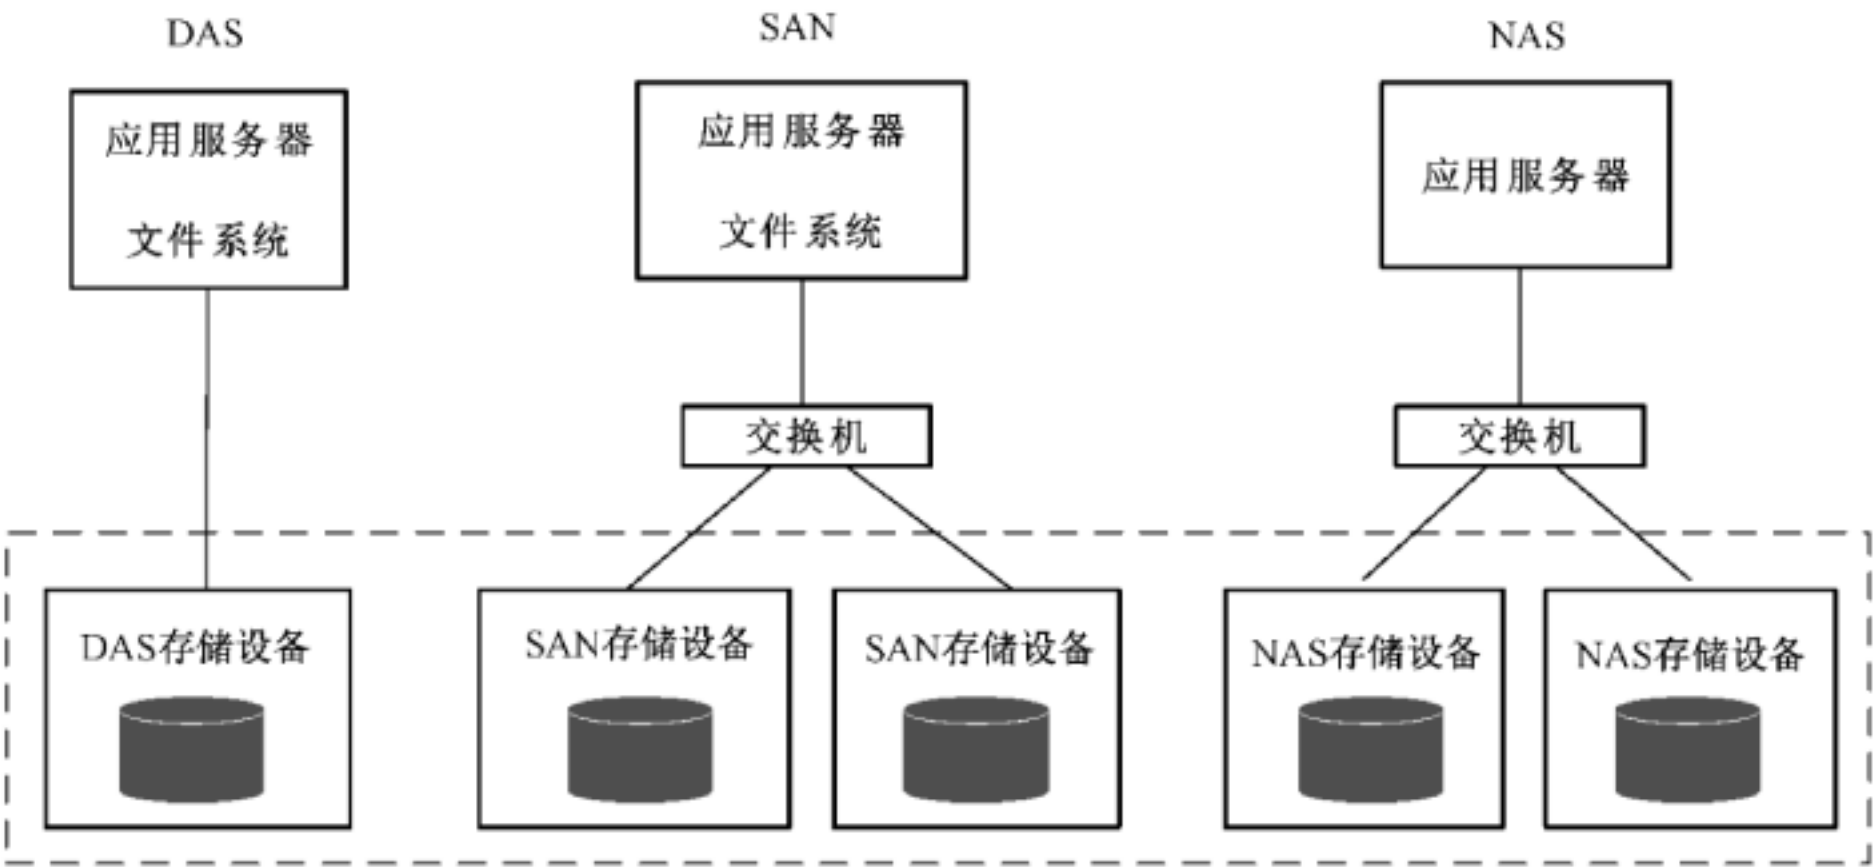 DAS
SAN
NAS
应用服务器
文件系统
应用服务器
文件系统
应用服务器
交换机
交换机
DAS存储设备
SAN存储设备
SAN存储设备
NAS存储设备
NAS存储设备